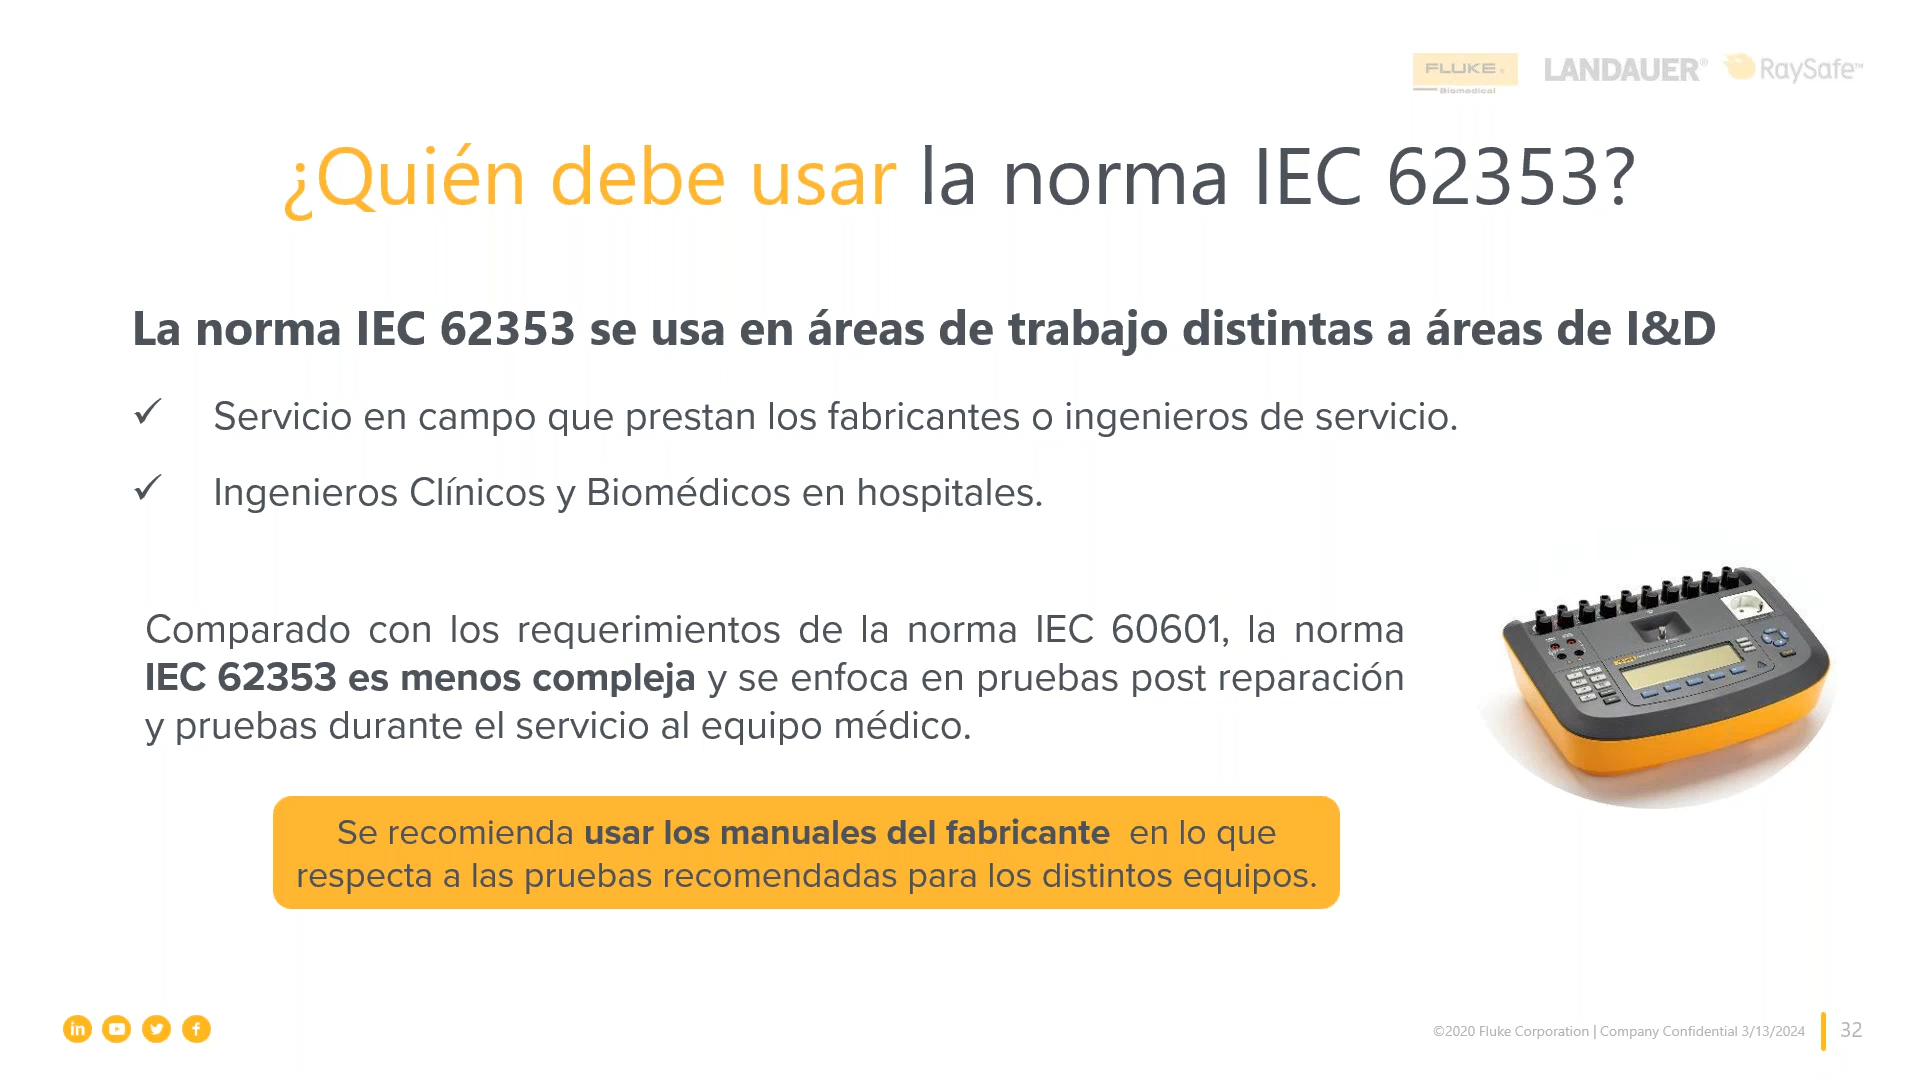 FLUKE®
Biomedical
LANDAUER®
RaySafe™
¿Quién debe usar la norma IEC 62353?
La norma IEC 62353 se usa en áreas de trabajo distintas a áreas de I&D
✓ Servicio en campo que prestan los fabricantes o ingenieros de servicio.
✓ Ingenieros Clínicos y Biomédicos en hospitales.
Comparado con los requerimientos de la norma IEC 60601, la norma
IEC 62353 es menos compleja y se enfoca en pruebas post reparación
y pruebas durante el servicio al equipo médico.
Se recomienda usar los manuales del fabricante en lo que
respecta a las pruebas recomendadas para los distintos equipos.
©2020 Fluke Corporation | Company Confidential 3/13/2024
32